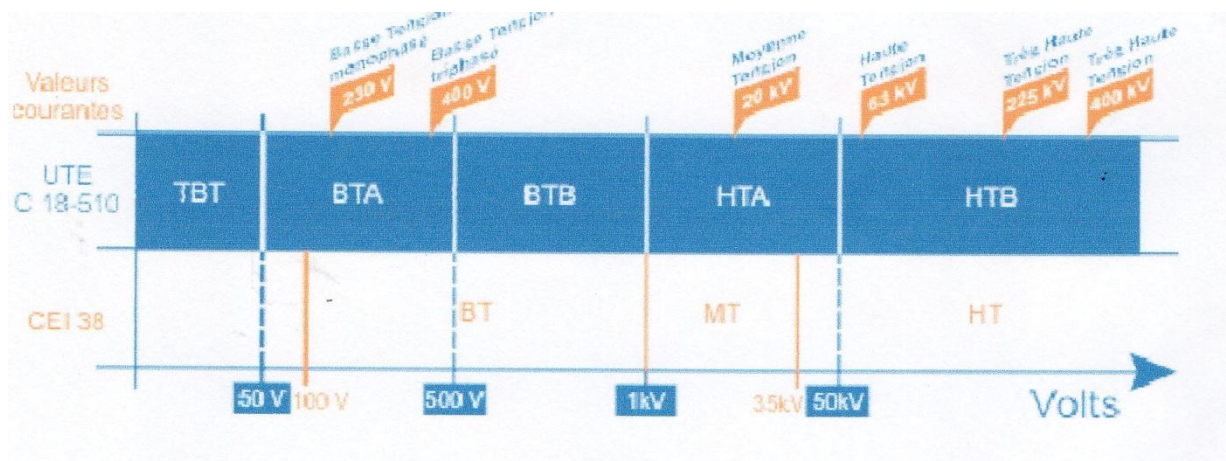 Basse Tension
monophasé
230 V
Basse Tension
triphasé
400 V
Moyenne
Tension
20 kV
Haute
Tension
63 kV
Très Haute
Tension
225 kV
Très Haute
Tension
400 kV
Valeurs
courantes
UTE
C 18-510
TBT
BTA
BTB
HTA
HTB
CEI 38
BT
MT
HT
50 V
100 V
500 V
1kV
35kV
50kV
Volts